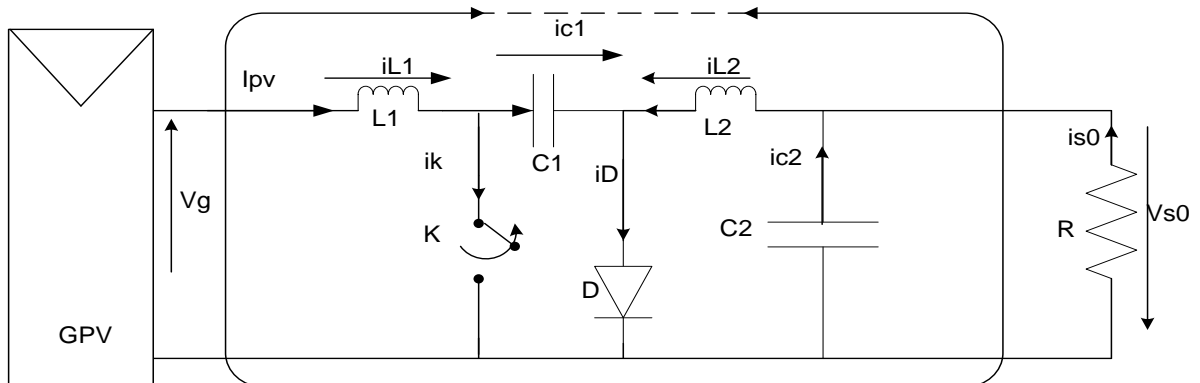 ic1
iL1
iL2
Ipv
L1
L2
C1
is0
ik
iD
ic2
Vg
Vs0
K
C2
R
D
GPV